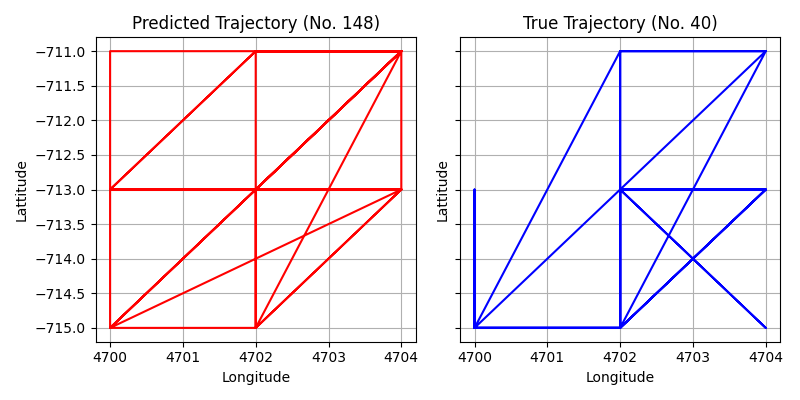 Predicted Trajectory (No. 148)
−711.0
−711.5
−712.0
−712.5
−713.0
−713.5
−714.0
−714.5
−715.0
Lattitude
4700 4701 4702 4703 4704
Longitude
True Trajectory (No. 40)
Lattitude
4700 4701 4702 4703 4704
Longitude